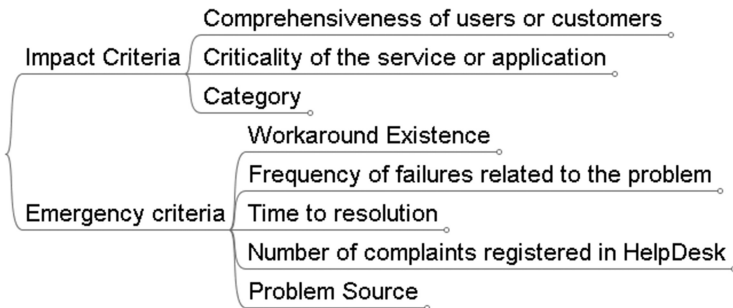 Comprehensiveness of users or customers
Impact Criteria
Criticality of the service or application
Category
Workaround Existence
Frequency of failures related to the problem
Emergency criteria
Time to resolution
Number of complaints registered in HelpDesk
Problem Source